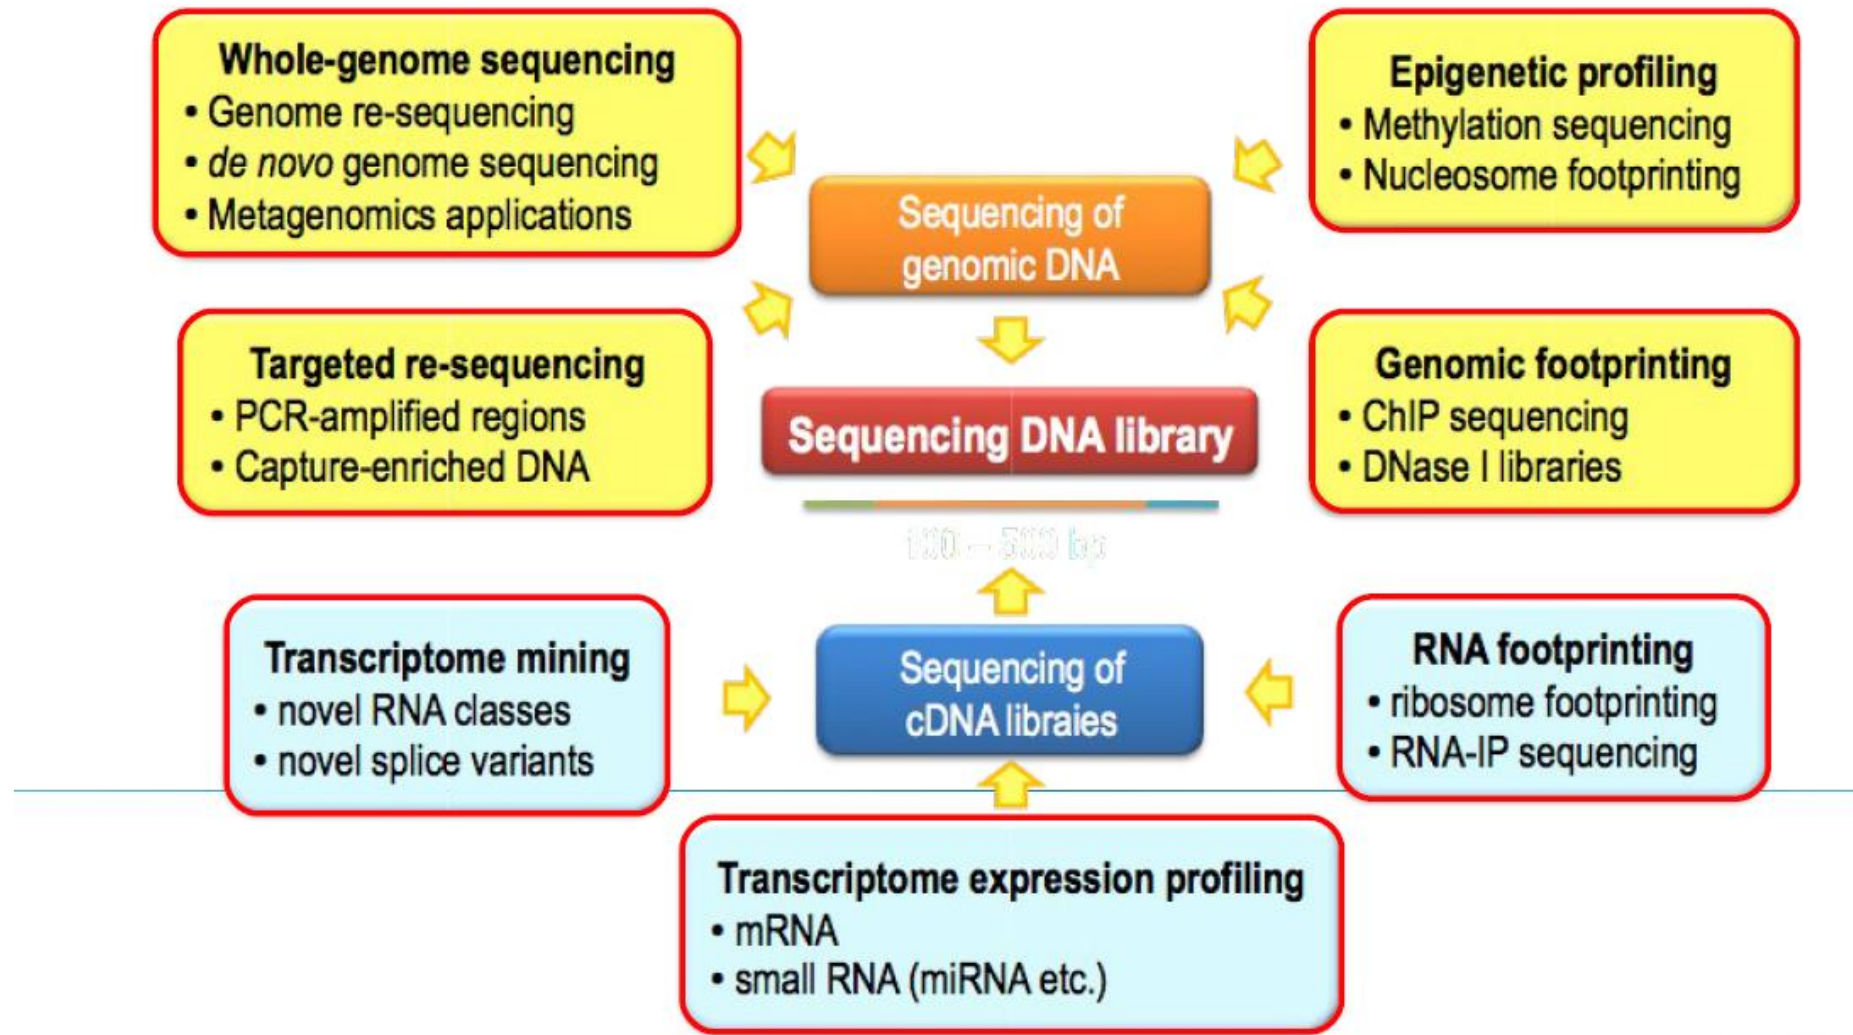 Whole-genome sequencing
• Genome re-sequencing
• de novo genome sequencing
• Metagenomics applications
Epigenetic profiling
• Methylation sequencing
• Nucleosome footprinting
Sequencing of
genomic DNA
Targeted re-sequencing
• PCR-amplified regions
• Capture-enriched DNA
Sequencing DNA library
100 – 500 bp
Genomic footprinting
• ChIP sequencing
• DNase I libraries
Transcriptome mining
• novel RNA classes
• novel splice variants
Sequencing of
cDNA libraies
RNA footprinting
• ribosome footprinting
• RNA-IP sequencing
Transcriptome expression profiling
• mRNA
• small RNA (miRNA etc.)